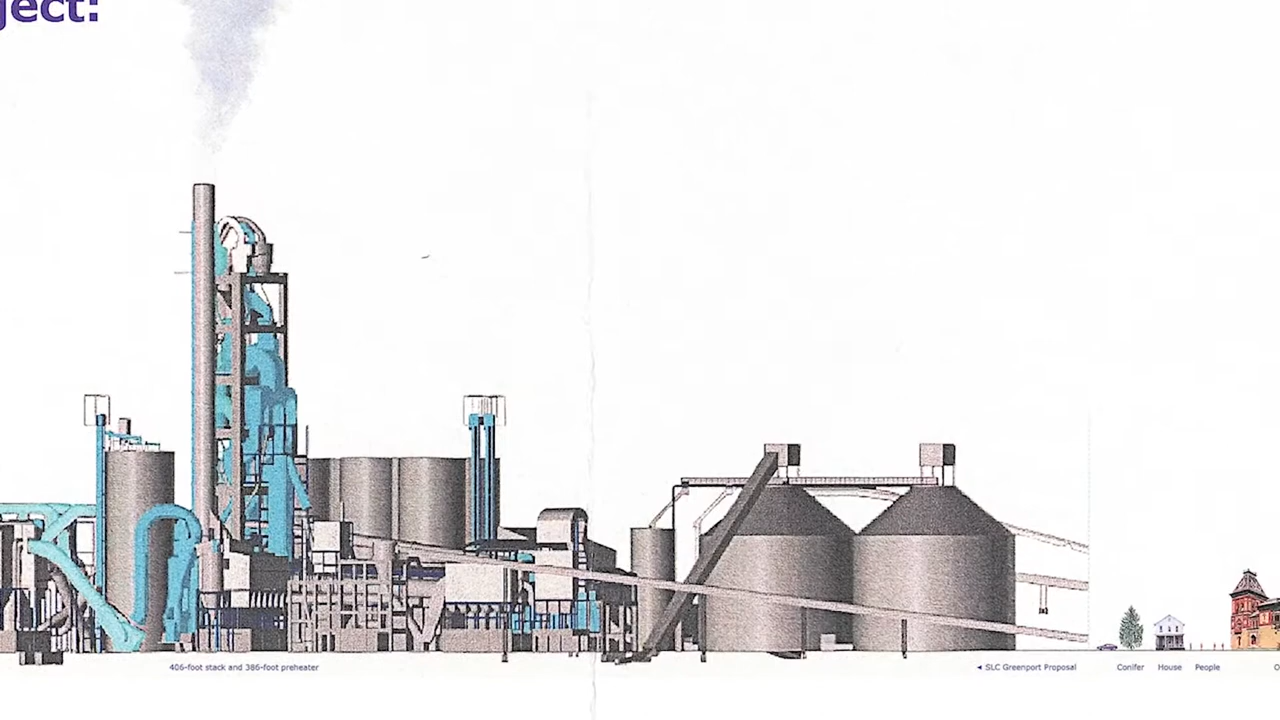 ject:
406-foot stack and 386-foot preheater
◄ SLC Greenport Proposal
Conifer
House
People
O